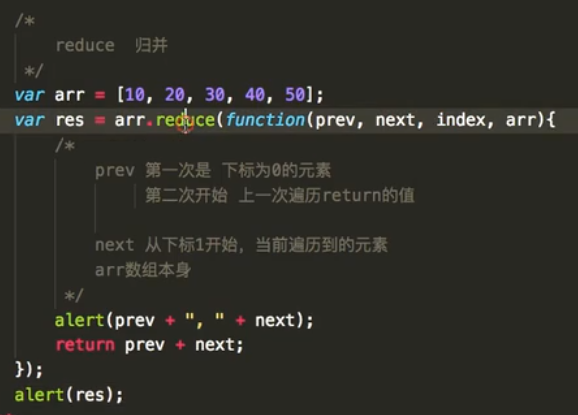 /*
reduce 归并
*/
var arr = [10, 20, 30, 40, 50];
var res = arr.reduce(function(prev, next, index, arr){
/*
prev 第一次是 下标为0的元素
第二次开始 上一次遍历return的值
next 从下标1开始，当前遍历到的元素
arr数组本身
*/
alert(prev + ", " + next);
return prev + next;
});
alert(res);